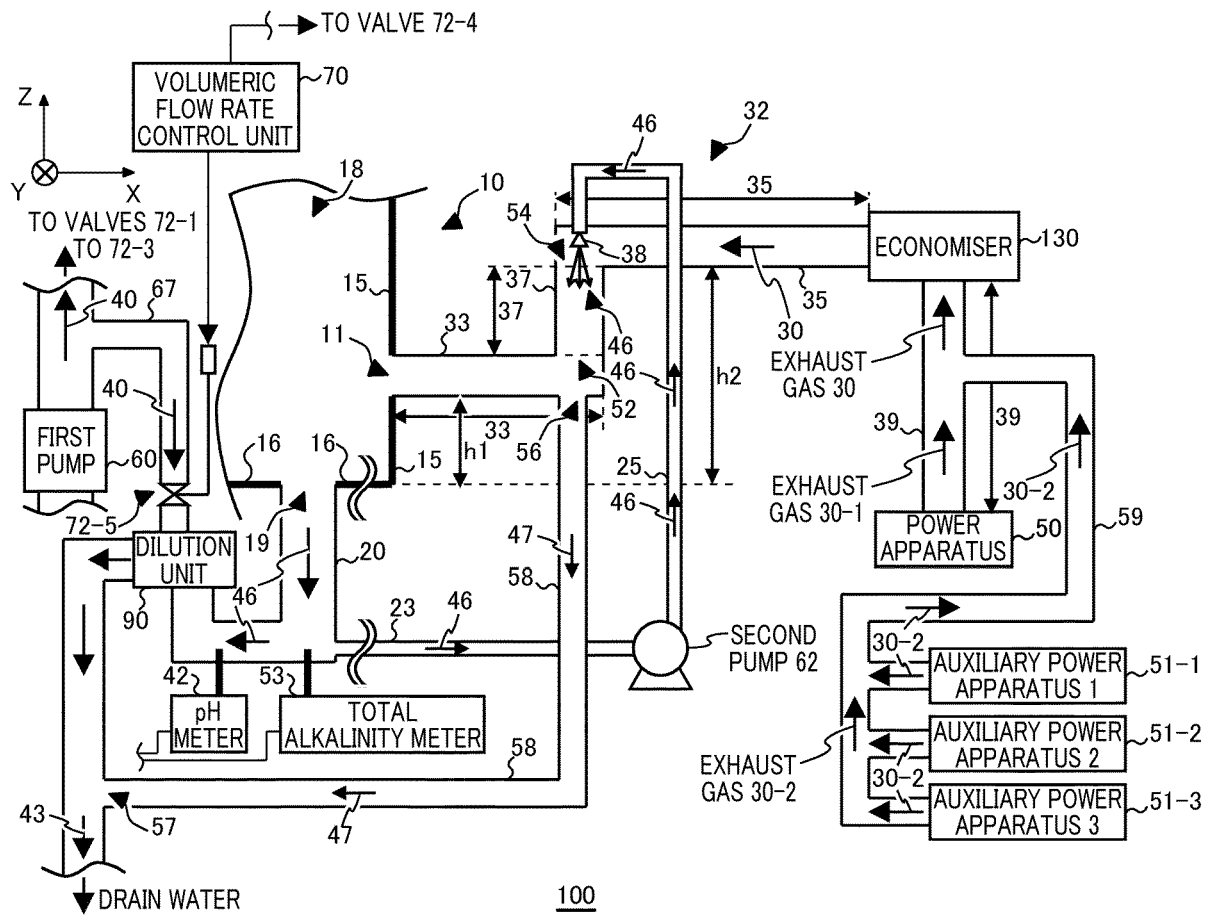 TO VALVE 72-4
VOLUMERIC
FLOW RATE
CONTROL UNIT
70
Z
Y
X
TO VALVES 72-1
TO 72-3
18
10
46
32
35
54
38
ECONOMISER
130
40
67
15
37
37
30
35
33
11
46
46
h2
EXHAUST
GAS 30
40
52
33
56
h1
39
39
FIRST
PUMP
60
16
16
15
25
30-2
EXHAUST
GAS 30-1
46
72-5
19
20
47
POWER
APPARATUS
50
59
DILUTION
UNIT
46
58
90
46
23
46
SECOND
PUMP 62
30-2
AUXILIARY POWER
APPARATUS 1
51-1
42
53
pH
METER
TOTAL
ALKALINITY METER
AUXILIARY POWER
APPARATUS 2
51-2
EXHAUST
GAS 30-2
30-2
58
AUXILIARY POWER
APPARATUS 3
51-3
43
57
47
DRAIN WATER
100